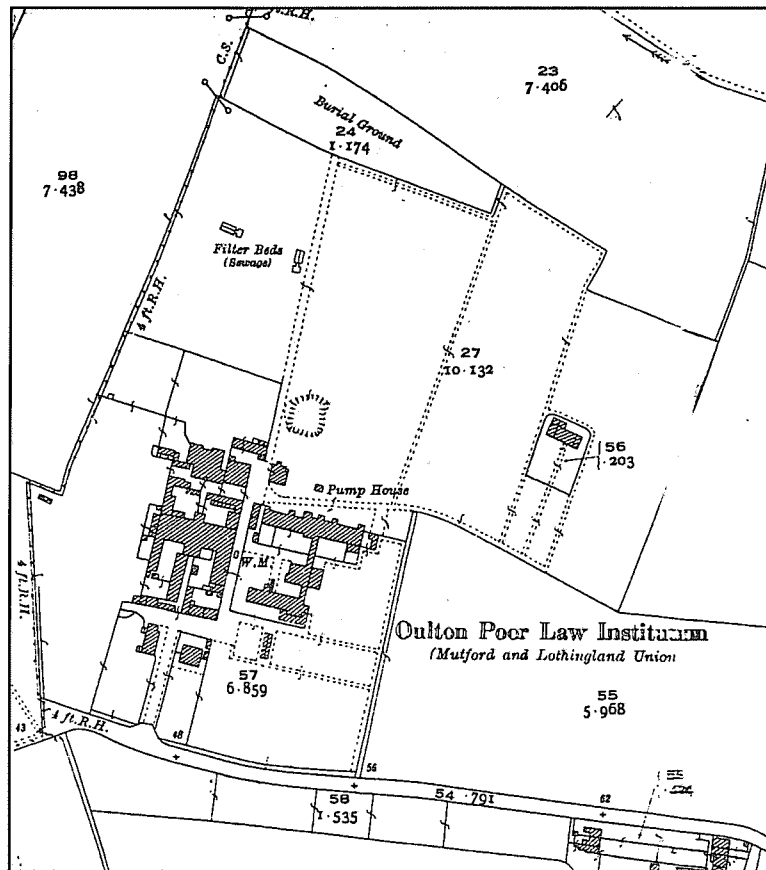 R.H.
C.S.
23
7·406
Burial Ground
24
1·174
98
7·438
Filter Beds
(Sewage)
4 ft.R.H.
27
10·132
56
·203
Pump House
W.M.
4 ft.R.H.
Oulton Poor Law Institution
(Mutford and Lothingland Union
57
6·859
55
5·968
4 ft.R.H.
43
48
56
62
54 ·791
58
1·535